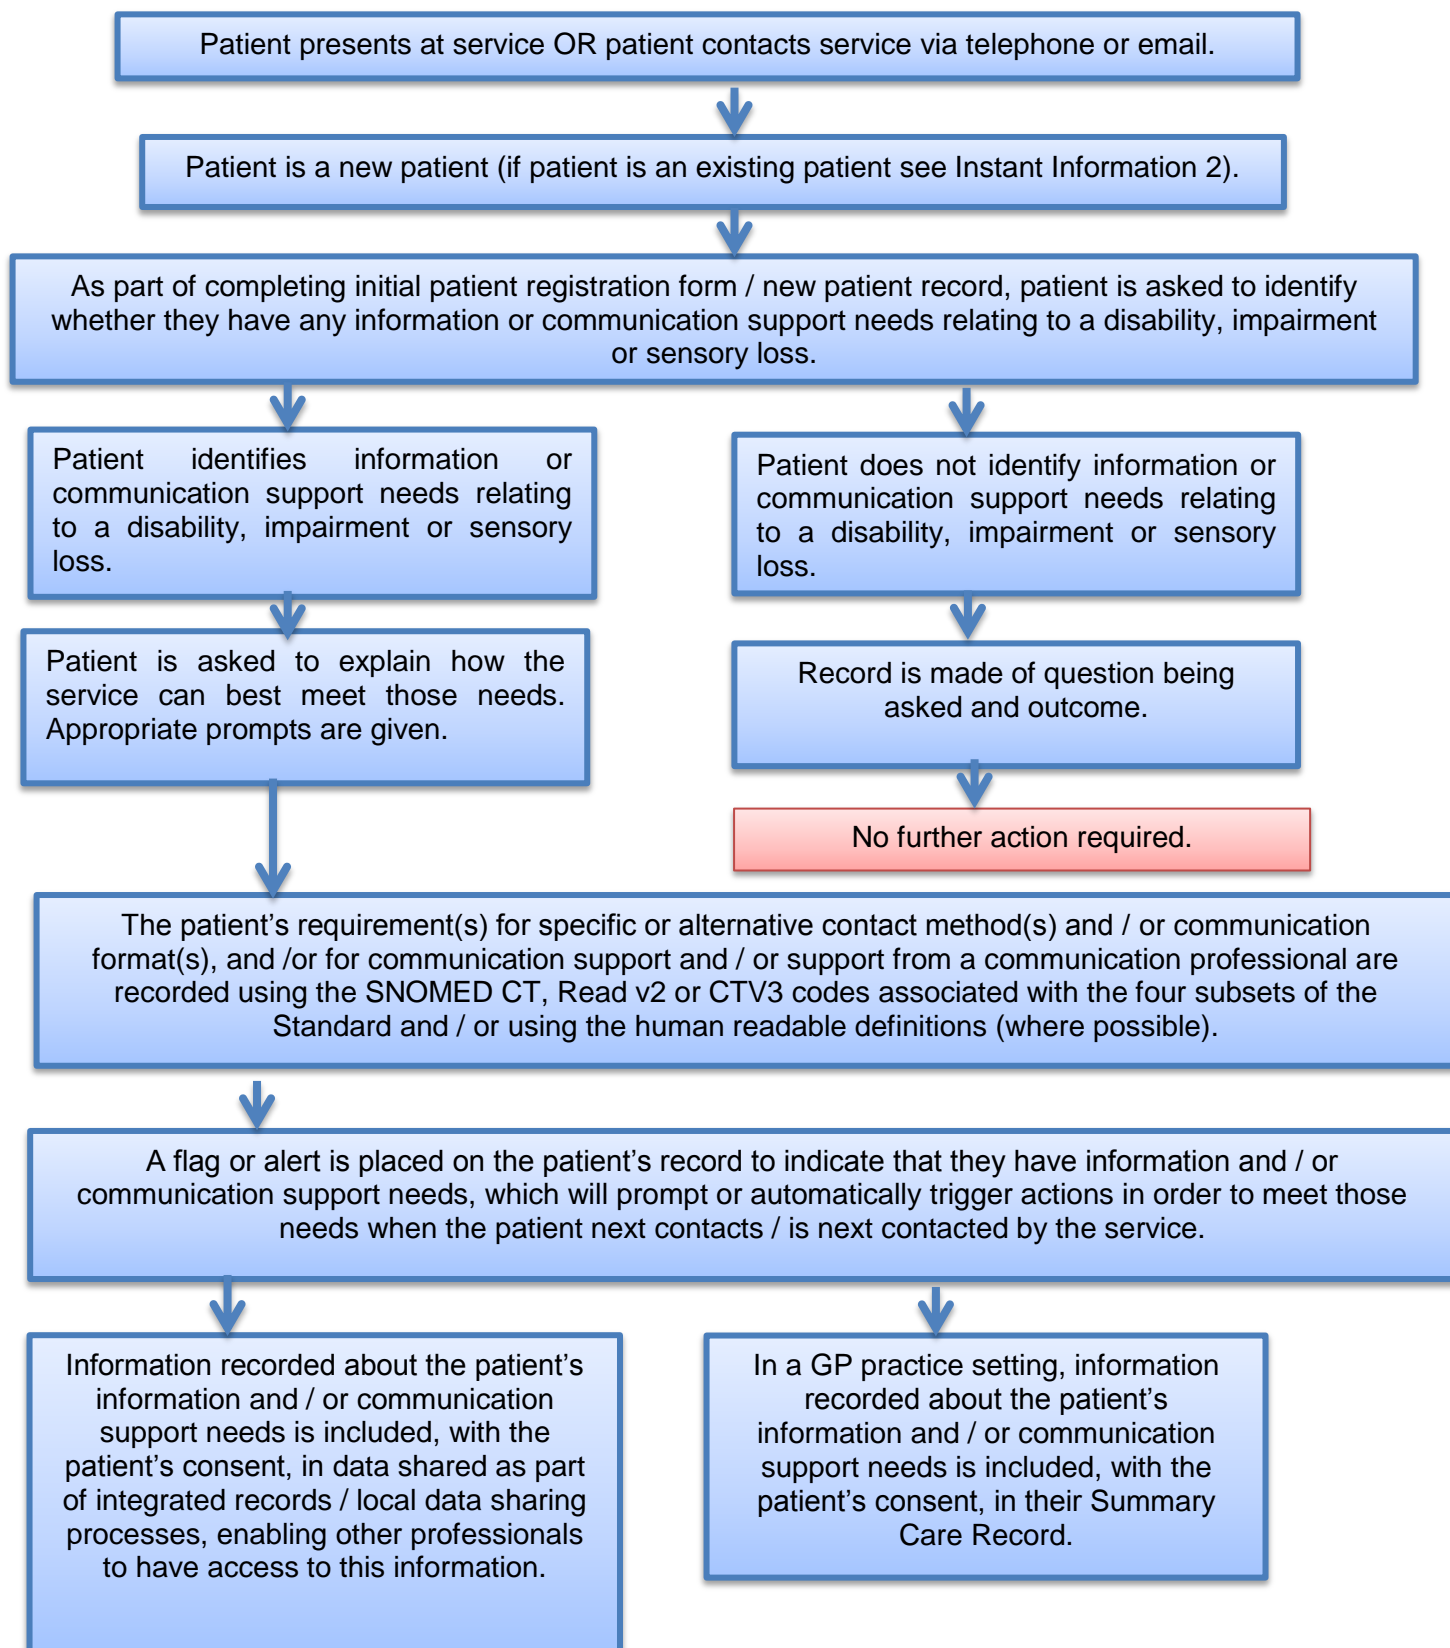 Patient presents at service OR patient contacts service via telephone or email.
Patient is a new patient (if patient is an existing patient see Instant Information 2).
As part of completing initial patient registration form / new patient record, patient is asked to identify
whether they have any information or communication support needs relating to a disability, impairment
or sensory loss.
Patient identifies information or
communication support needs relating
to a disability, impairment or sensory
loss.
Patient does not identify information or
communication support needs relating
to a disability, impairment or sensory
loss.
Patient is asked to explain how the
service can best meet those needs.
Appropriate prompts are given.
Record is made of question being
asked and outcome.
No further action required.
The patient’s requirement(s) for specific or alternative contact method(s) and / or communication
format(s), and /or for communication support and / or support from a communication professional are
recorded using the SNOMED CT, Read v2 or CTV3 codes associated with the four subsets of the
Standard and / or using the human readable definitions (where possible).
A flag or alert is placed on the patient’s record to indicate that they have information and / or
communication support needs, which will prompt or automatically trigger actions in order to meet those
needs when the patient next contacts / is next contacted by the service.
Information recorded about the patient’s
information and / or communication
support needs is included, with the
patient’s consent, in data shared as part
of integrated records / local data sharing
processes, enabling other professionals
to have access to this information.
In a GP practice setting, information
recorded about the patient’s
information and / or communication
support needs is included, with the
patient’s consent, in their Summary
Care Record.